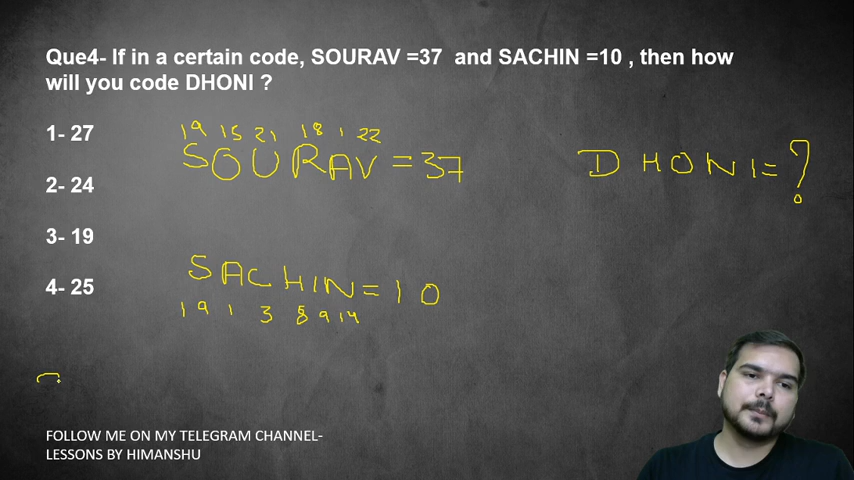 Que4- If in a certain code, SOURAV =37 and SACHIN =10 , then how
will you code DHONI ?
1- 27
19 15 21 18 1 22
SOURAV = 37
DHONI = ?
2- 24
3- 19
SACHIN = 10
4- 25
19 1 3 8 9 14
FOLLOW ME ON MY TELEGRAM CHANNEL-
LESSONS BY HIMANSHU